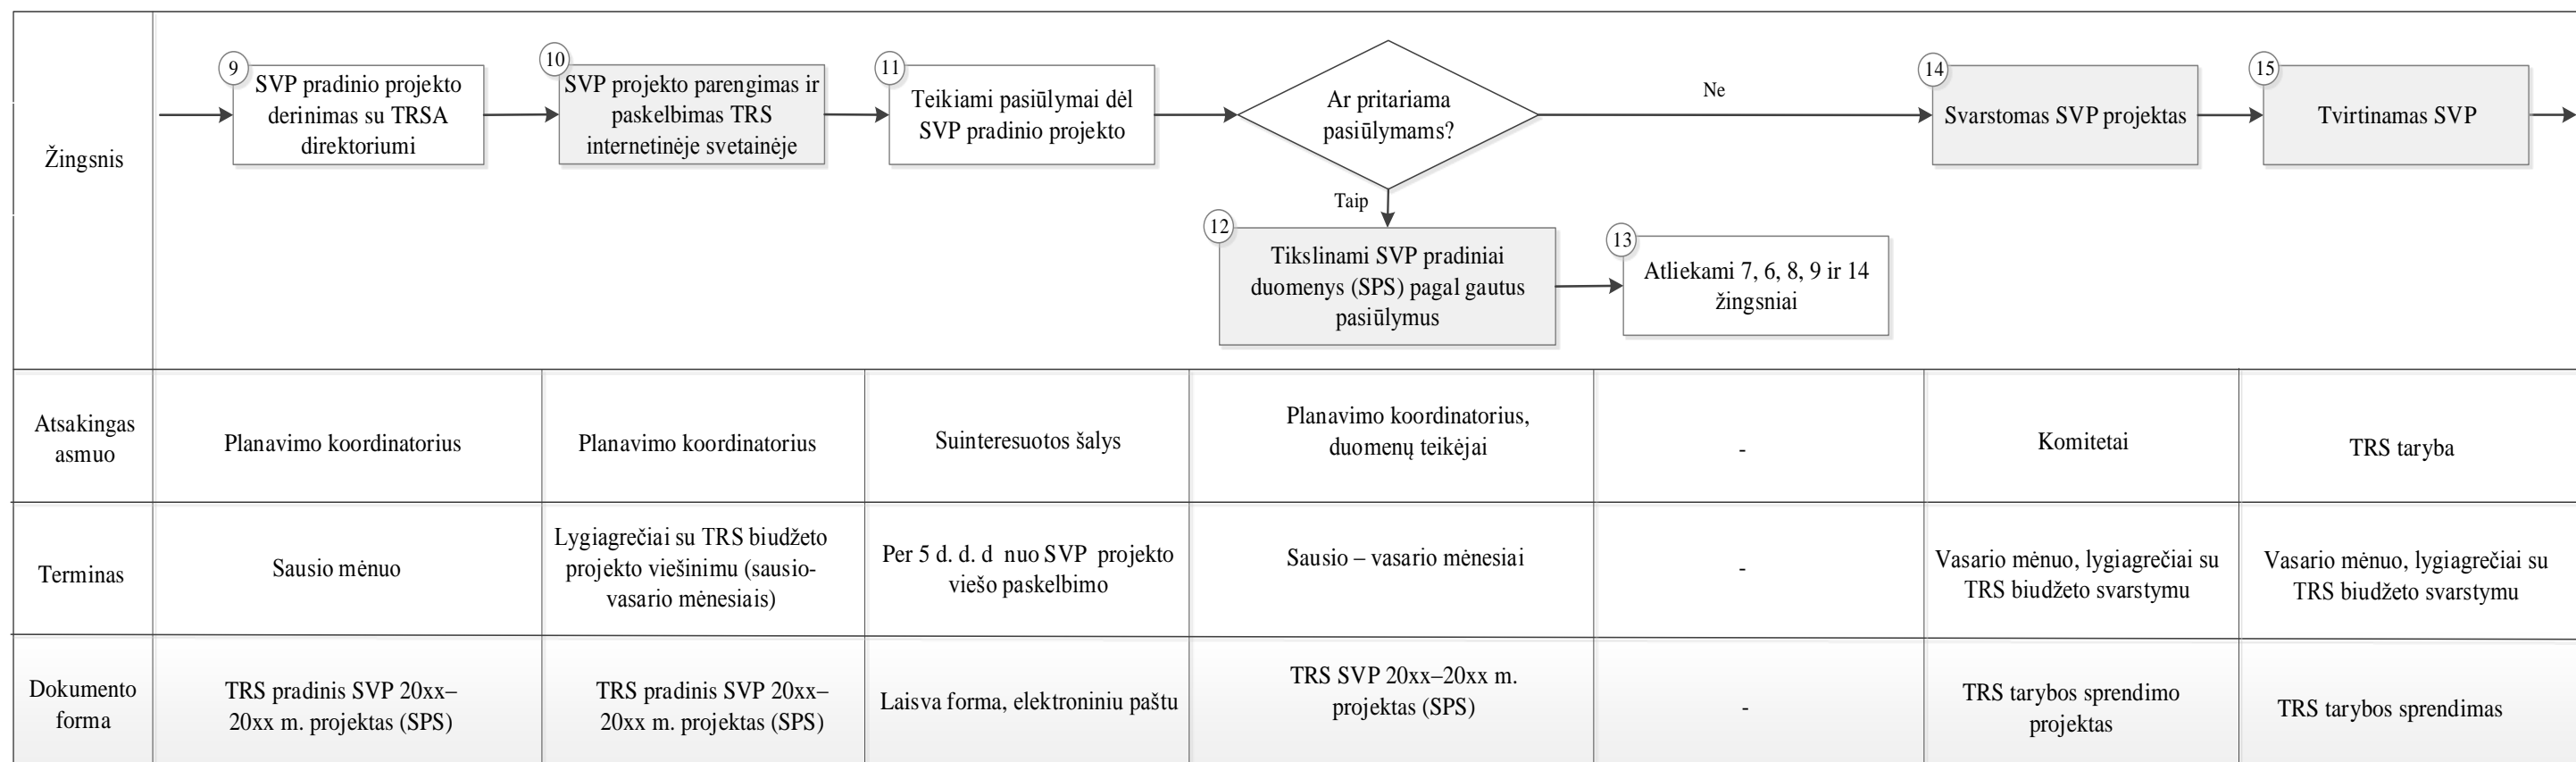 Žingsnis
9
SVP pradinio projekto
derinimas su TRSA
direktoriumi
10
SVP projekto parengimas ir
paskelbimas TRS
internetinėje svetainėje
11
Teikiami pasiūlymai dėl
SVP pradinio projekto
Ar pritariama
pasiūlymams?
Ne
Taip
12
Tikslinami SVP pradiniai
duomenys (SPS) pagal gautus
pasiūlymus
13
Atliekami 7, 6, 8, 9 ir 14
žingsniai
14
Svarstomas SVP projektas
15
Tvirtinamas SVP
Atsakingas
asmuo
Planavimo koordinatorius
Planavimo koordinatorius
Suinteresuotos šalys
Planavimo koordinatorius,
duomenų teikėjai
-
Komitetai
TRS taryba
Terminas
Sausio mėnuo
Lygiagrečiai su TRS biudžeto
projekto viešinimu (sausio-
vasario mėnesiais)
Per 5 d. d. d nuo SVP projekto
viešo paskelbimo
Sausio – vasario mėnesiai
-
Vasario mėnuo, lygiagrečiai su
TRS biudžeto svarstymu
Vasario mėnuo, lygiagrečiai su
TRS biudžeto svarstymu
Dokumento
forma
TRS pradinis SVP 20xx–
20xx m. projektas (SPS)
TRS pradinis SVP 20xx–
20xx m. projektas (SPS)
Laisva forma, elektroniniu paštu
TRS SVP 20xx–20xx m.
projektas (SPS)
-
TRS tarybos sprendimo
projektas
TRS tarybos sprendimas